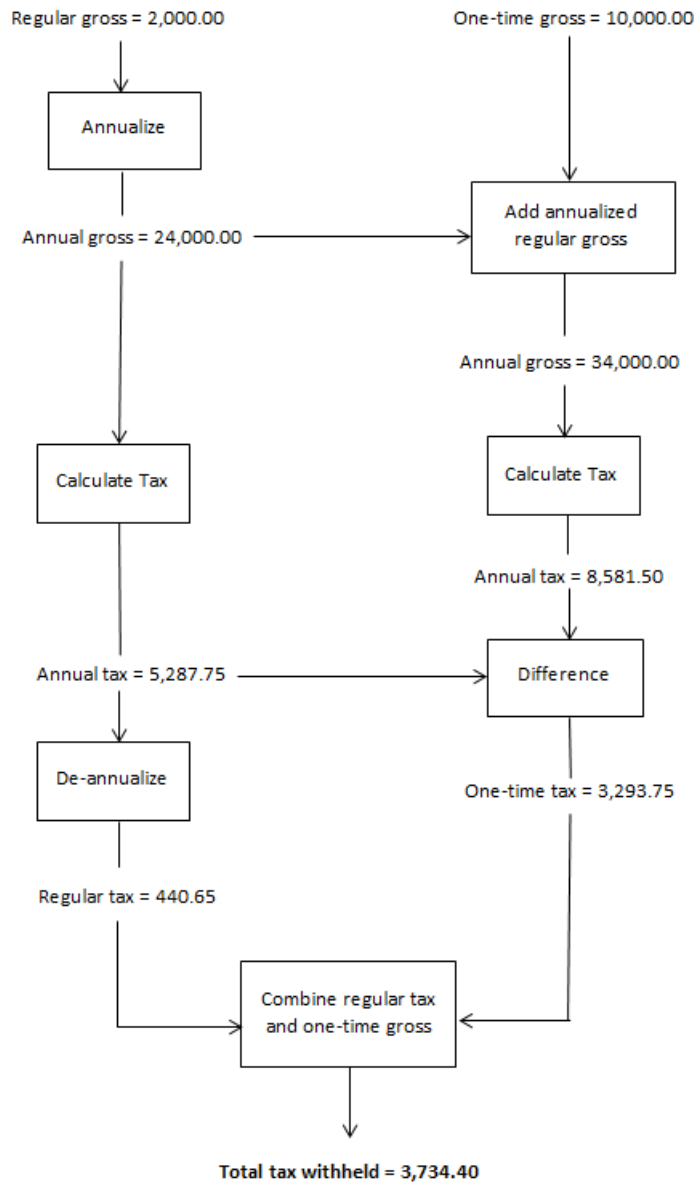 Regular gross = 2,000.00
One-time gross = 10,000.00
Annualize
Add annualized
regular gross
Annual gross = 24,000.00
Annual gross = 34,000.00
Calculate Tax
Calculate Tax
Annual tax = 8,581.50
Annual tax = 5,287.75
Difference
De-annualize
One-time tax = 3,293.75
Regular tax = 440.65
Combine regular tax
and one-time gross
Total tax withheld = 3,734.40